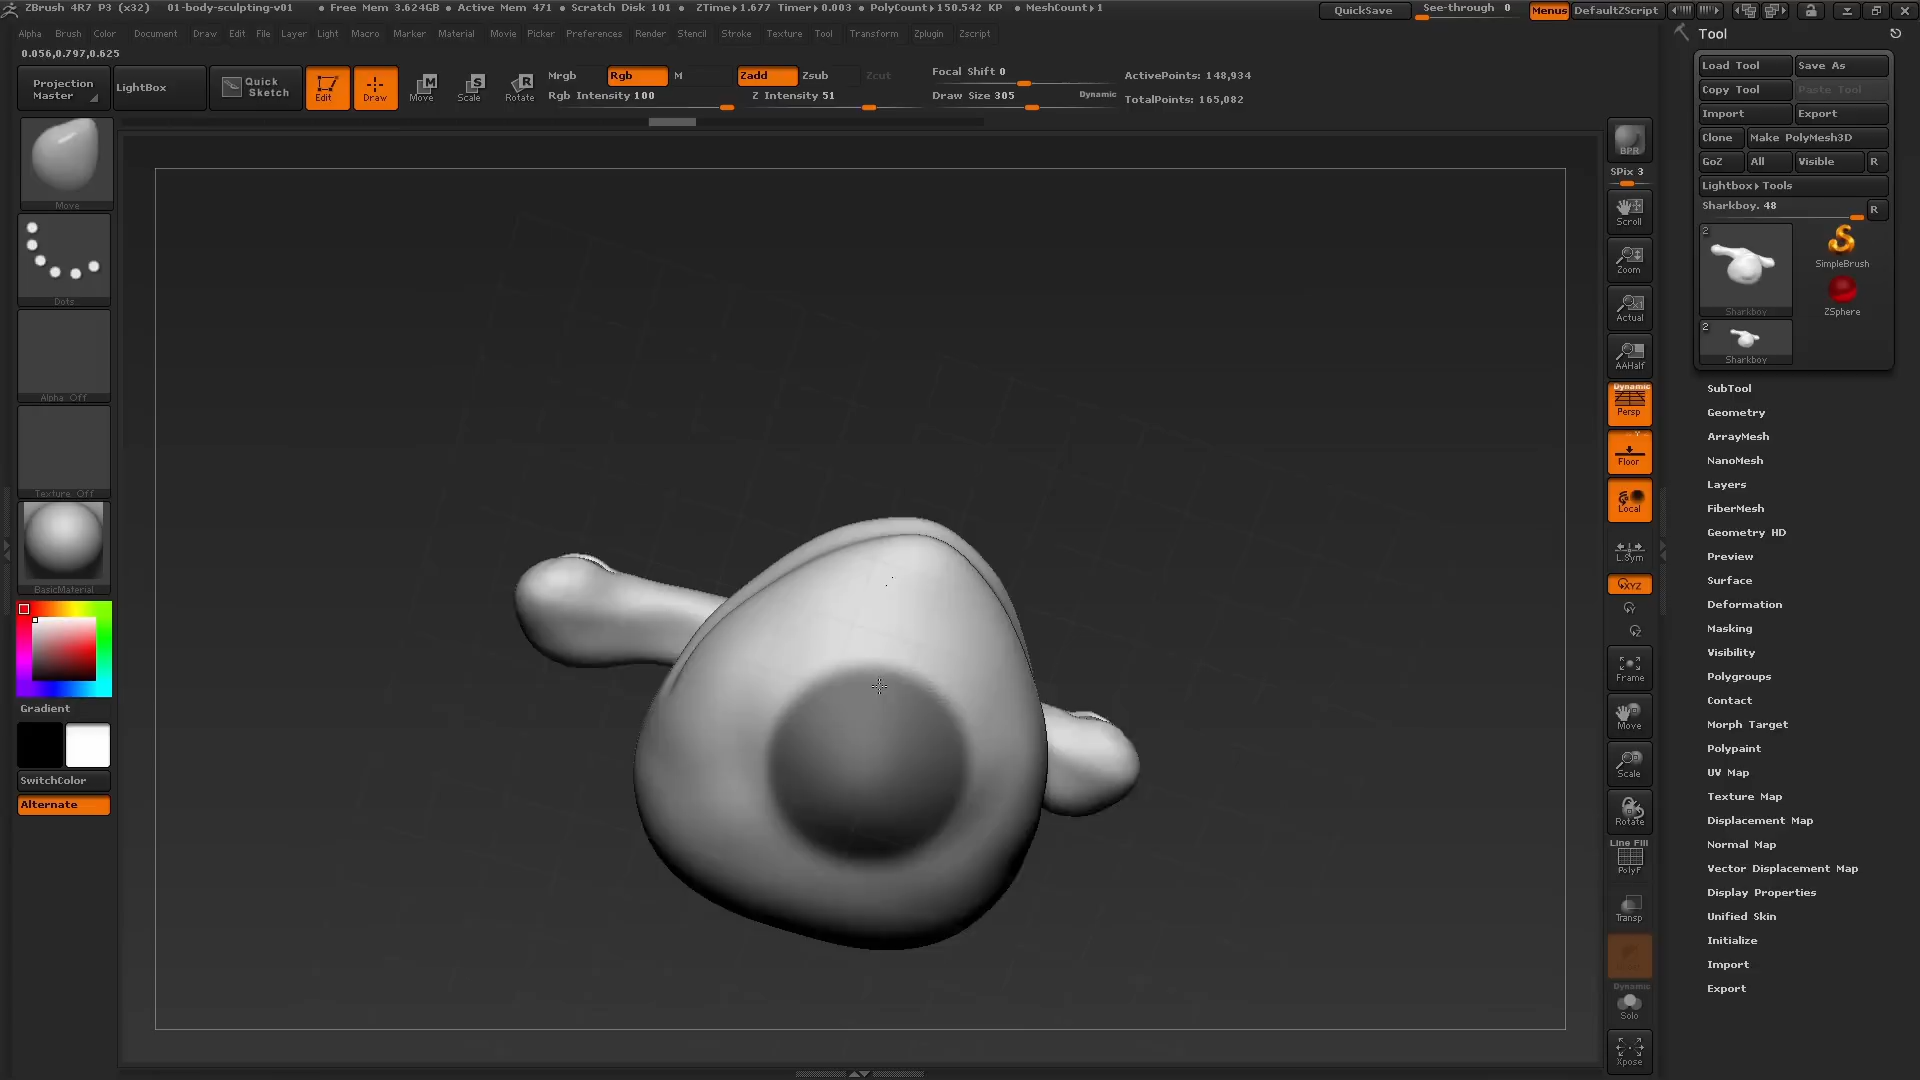 ZBrush 4R7 P3 (x32) 01-body-sculpting-v01 • Free Mem 3.624GB • Active Mem 471 • Scratch Disk 101 • ZTime▸1.677 Timer▸0.003 • PolyCount▸150.542 KP • MeshCount▸1 QuickSave See-through 0 Menus DefaultZScript
Alpha Brush Color Document Draw Edit File Layer Light Macro Marker Material Movie Picker Preferences Render Stencil Stroke Texture Tool Transform Zplugin Zscript
0.056,0.797,0.625
Projection Master
LightBox
Quick Sketch
Edit
Draw
Move
Scale
Rotate
Mrgb Rgb M
Rgb Intensity 100
Zadd Zsub Zcut
Z Intensity 51
Focal Shift 0
Draw Size 305 Dynamic
ActivePoints: 148,934
TotalPoints: 165,082
Move
Dots
Alpha Off
Texture Off
BasicMaterial
Gradient
SwitchColor
Alternate
BPR
SPix 3
Scroll
Zoom
Actual
AAHalf
Dynamic
Persp
Floor
Local
L.Sym
XYZ
Y
Z
Frame
Move
Scale
Rotate
Line Fill
PolyF
Transp
Dynamic
Solo
Xpose
Tool
Load Tool Save As
Copy Tool Paste Tool
Import Export
Clone Make PolyMesh3D
GoZ All Visible R
Lightbox▸Tools
Sharkboy. 48 R
2
Sharkboy
SimpleBrush
ZSphere
2
Sharkboy
SubTool
Geometry
ArrayMesh
NanoMesh
Layers
FiberMesh
Geometry HD
Preview
Surface
Deformation
Masking
Visibility
Polygroups
Contact
Morph Target
Polypaint
UV Map
Texture Map
Displacement Map
Normal Map
Vector Displacement Map
Display Properties
Unified Skin
Initialize
Import
Export